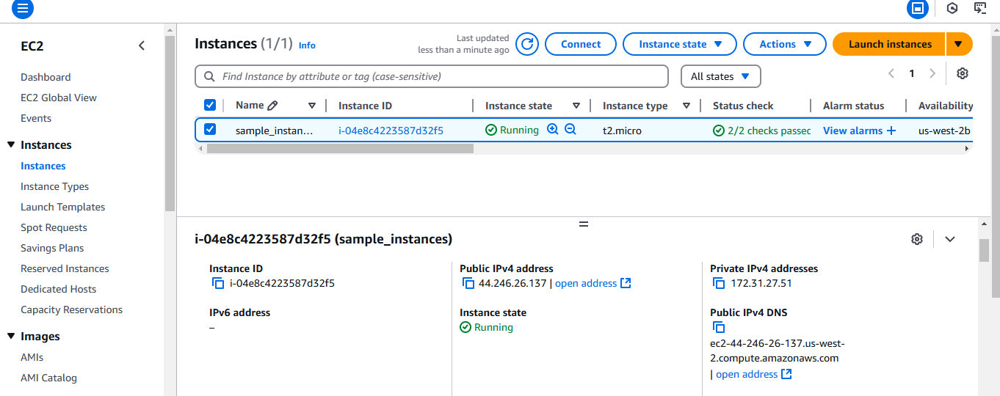 EC2
Dashboard
EC2 Global View
Events
Instances
Instances
Instance Types
Launch Templates
Spot Requests
Savings Plans
Reserved Instances
Dedicated Hosts
Capacity Reservations
Images
AMIs
AMI Catalog
Instances (1/1) Info
Last updated
less than a minute ago
Connect
Instance state
Actions
Launch instances
Find Instance by attribute or tag (case-sensitive)
All states
1
Name Instance ID Instance state Instance type Status check Alarm status Availability
sample_instan... i-04e8c4223587d32f5 Running t2.micro 2/2 checks passec View alarms + us-west-2b
i-04e8c4223587d32f5 (sample_instances)
Instance ID
i-04e8c4223587d32f5
Public IPv4 address
44.246.26.137 | open address
Private IPv4 addresses
172.31.27.51
IPv6 address
–
Instance state
Running
Public IPv4 DNS
ec2-44-246-26-137.us-west-
2.compute.amazonaws.com
| open address